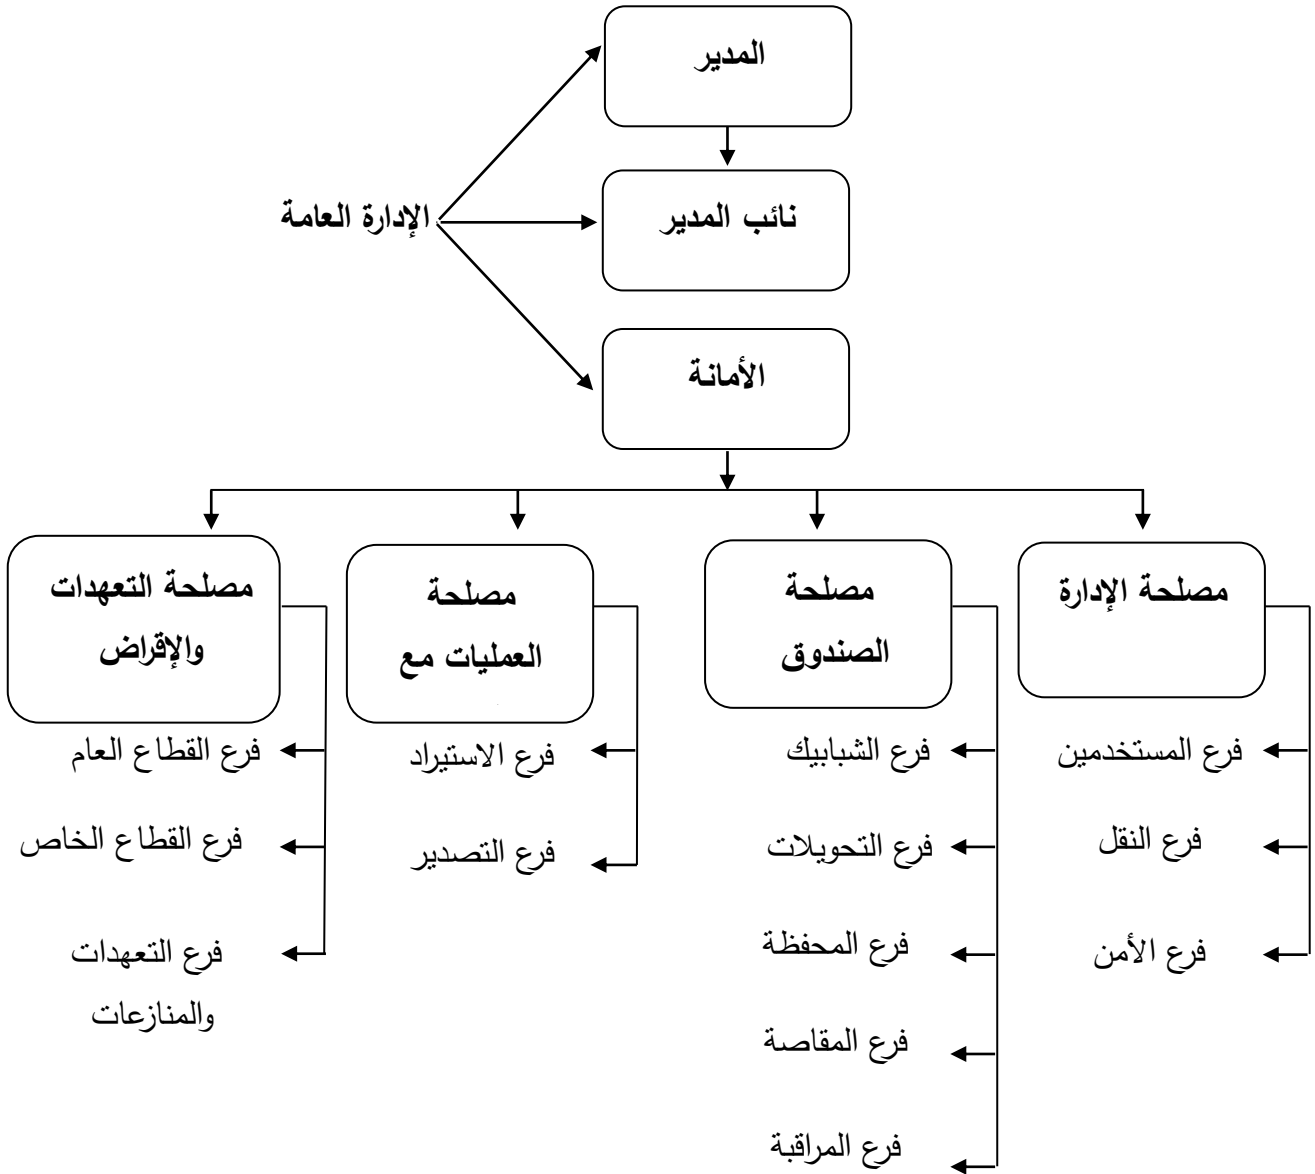 المدير
نائب المدير
الإدارة العامة
الأمانة
مصلحة الإدارة
مصلحة
الصندوق
مصلحة
العمليات مع
مصلحة التعهدات
والإقراض
فرع المستخدمين
فرع النقل
فرع الأمن
فرع الشبابيك
فرع التحويلات
فرع المحفظة
فرع المقاصة
فرع المراقبة
فرع الاستيراد
فرع التصدير
فرع القطاع العام
فرع القطاع الخاص
فرع التعهدات
والمنازعات